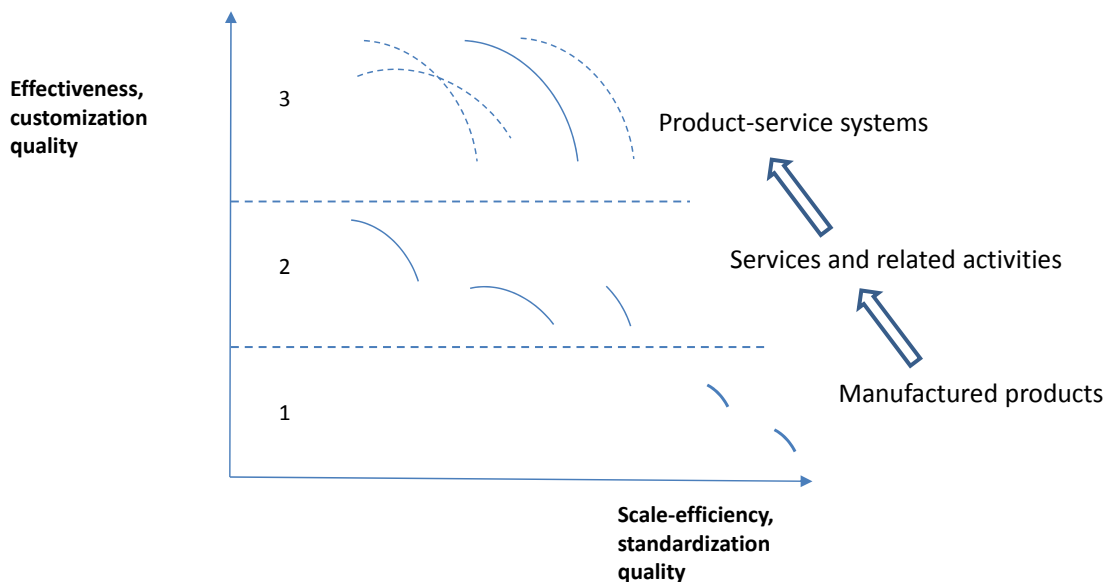 Effectiveness,
customization
quality
3
Product-service systems
2
Services and related activities
1
Manufactured products
Scale-efficiency,
standardization
quality